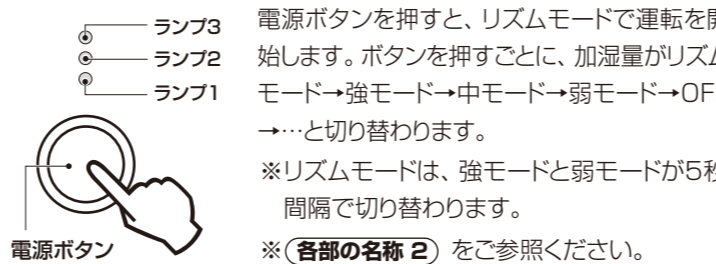 ランプ3
ランプ2
ランプ1
電源ボタン
電源ボタンを押すと、リズムモードで運転を開
始します。ボタンを押すごとに、加湿量がリズム
モード→強モード→中モード→弱モード→OF
→…と切り替わります。
※リズムモードは、強モードと弱モードが5秒
間隔で切り替わります。
※(各部の名称 2) をご参照ください。